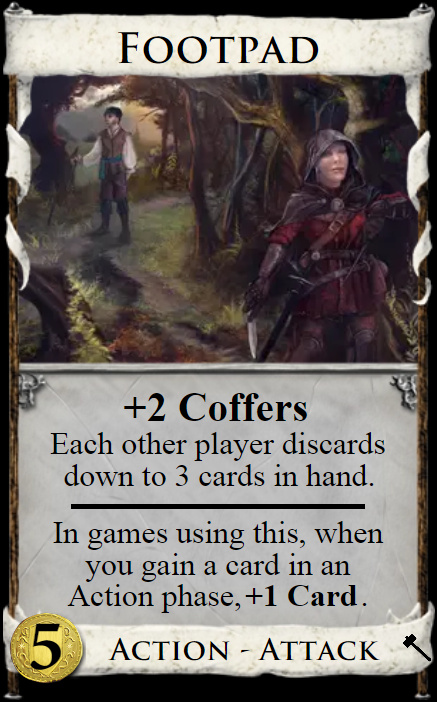 FOOTPAD
+2 Coffers
Each other player discards
down to 3 cards in hand.
In games using this, when
you gain a card in an
Action phase, +1 Card.
5 ACTION - ATTACK